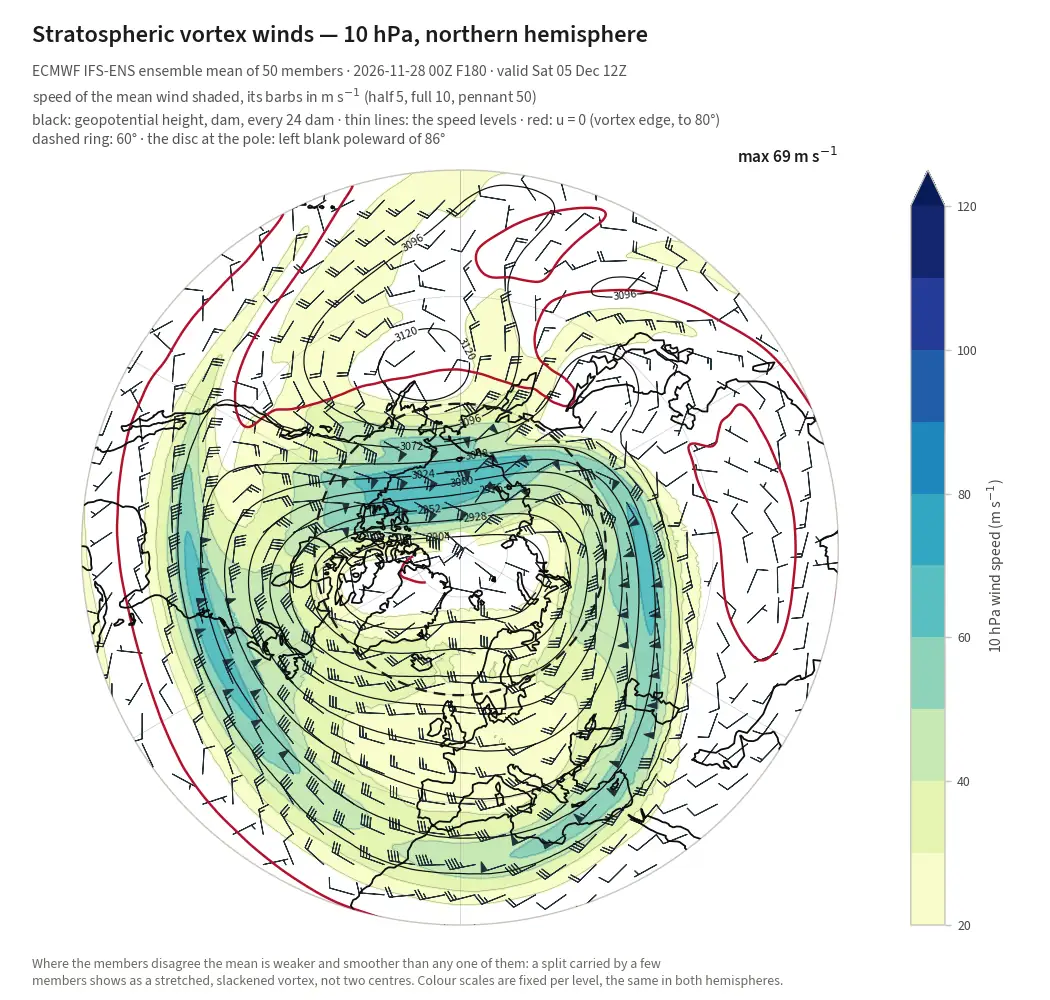 Stratospheric vortex winds — 10 hPa, northern hemisphere
ECMWF IFS-ENS ensemble mean of 50 members · 2026-11-28 00Z F180 · valid Sat 05 Dec 12Z
speed of the mean wind shaded, its barbs in m s⁻¹ (half 5, full 10, pennant 50)
black: geopotential height, dam, every 24 dam · thin lines: the speed levels · red: u = 0 (vortex edge, to 80°)
dashed ring: 60° · the disc at the pole: left blank poleward of 86°
max 69 m s⁻¹
120
100
80
60
40
20
10 hPa wind speed (m s⁻¹)
3096
3096
3120
3120
3096
3072
3024
3000
2952
2928
2904
Where the members disagree the mean is weaker and smoother than any one of them: a split carried by a few
members shows as a stretched, slackened vortex, not two centres. Colour scales are fixed per level, the same in both hemispheres.